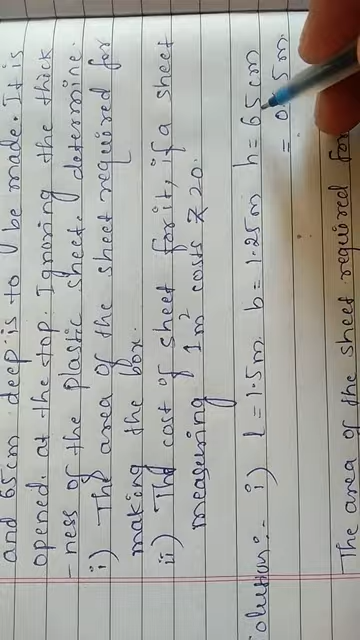 and 65cm deep is to be made. It is
opened at the top. Ignoring the thick
-ness of the plastic sheet, determine.
i) The area of the sheet required for
making the box.
ii) The cost of sheet for it, if a sheet
measuring 1m² costs ₹ 20.
olution:- i) l = 1.5m b = 1.25m h = 65cm
= 0. 5m.
The area of the sheet required for